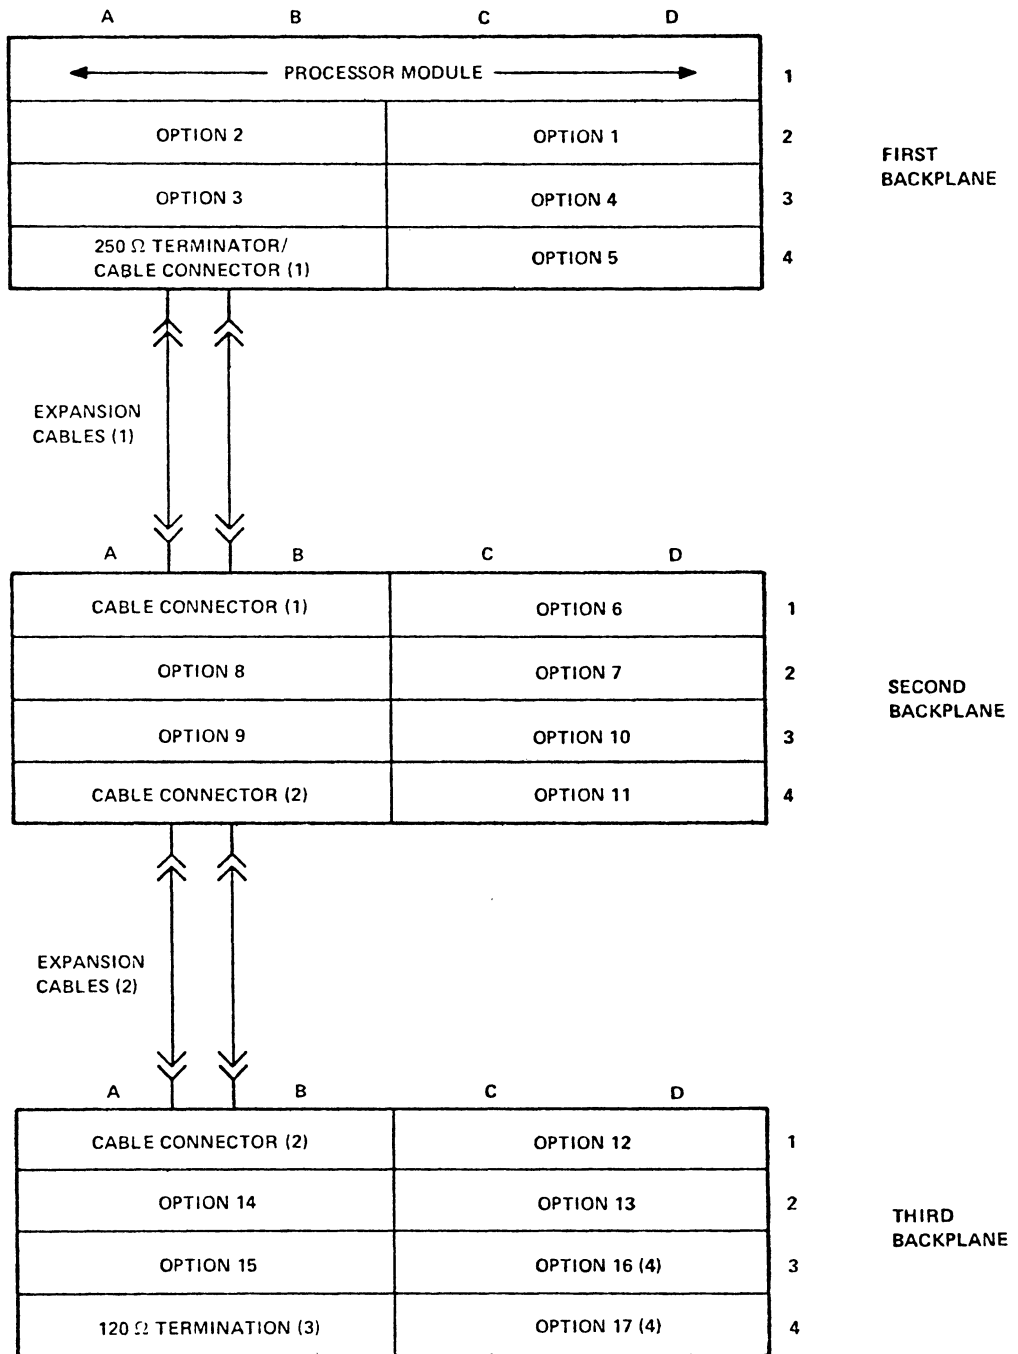 A B C D
PROCESSOR MODULE 1
OPTION 2 OPTION 1 2
FIRST
BACKPLANE
OPTION 3 OPTION 4 3
250 Ω TERMINATOR/
CABLE CONNECTOR (1) OPTION 5 4
EXPANSION
CABLES (1)
A B C D
CABLE CONNECTOR (1) OPTION 6 1
OPTION 8 OPTION 7 2
SECOND
BACKPLANE
OPTION 9 OPTION 10 3
CABLE CONNECTOR (2) OPTION 11 4
EXPANSION
CABLES (2)
A B C D
CABLE CONNECTOR (2) OPTION 12 1
OPTION 14 OPTION 13 2
THIRD
BACKPLANE
OPTION 15 OPTION 16 (4) 3
120 Ω TERMINATION (3) OPTION 17 (4) 4